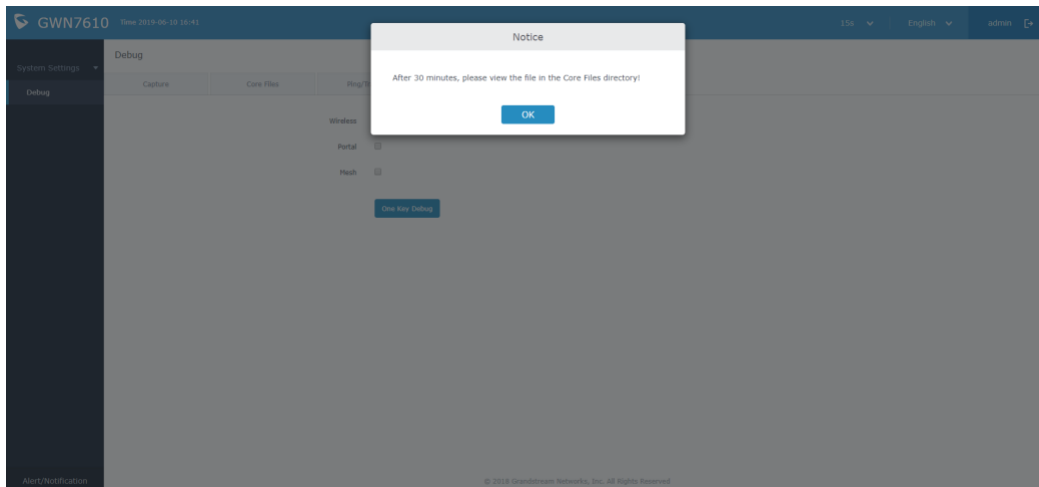 GWN7610 Time 2019-06-10 16:41
15s English admin
Notice
After 30 minutes, please view the file in the Core Files directory!
OK
System Settings
Debug
Debug
Capture Core Files
Wireless
Portal
Mesh
One Key Debug
Alert/Notification
© 2018 Grandstream Networks, Inc. All Rights Reserved